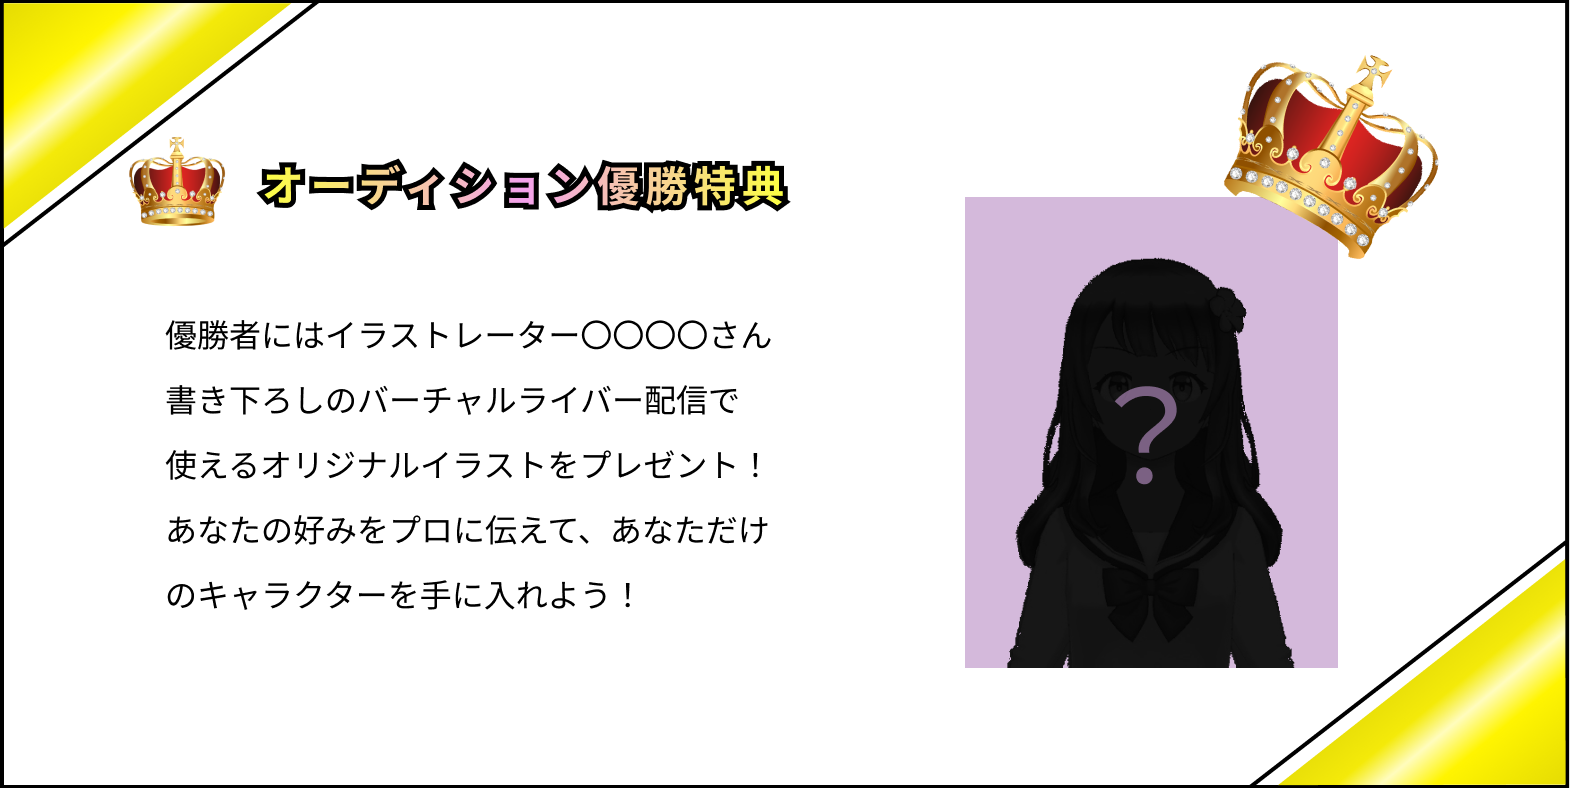 オーディション優勝特典
優勝者にはイラストレーター〇〇〇〇さん
書き下ろしのバーチャルライバー配信で
使えるオリジナルイラストをプレゼント！
あなたの好みをプロに伝えて、あなただけ
のキャラクターを手に入れよう！
?